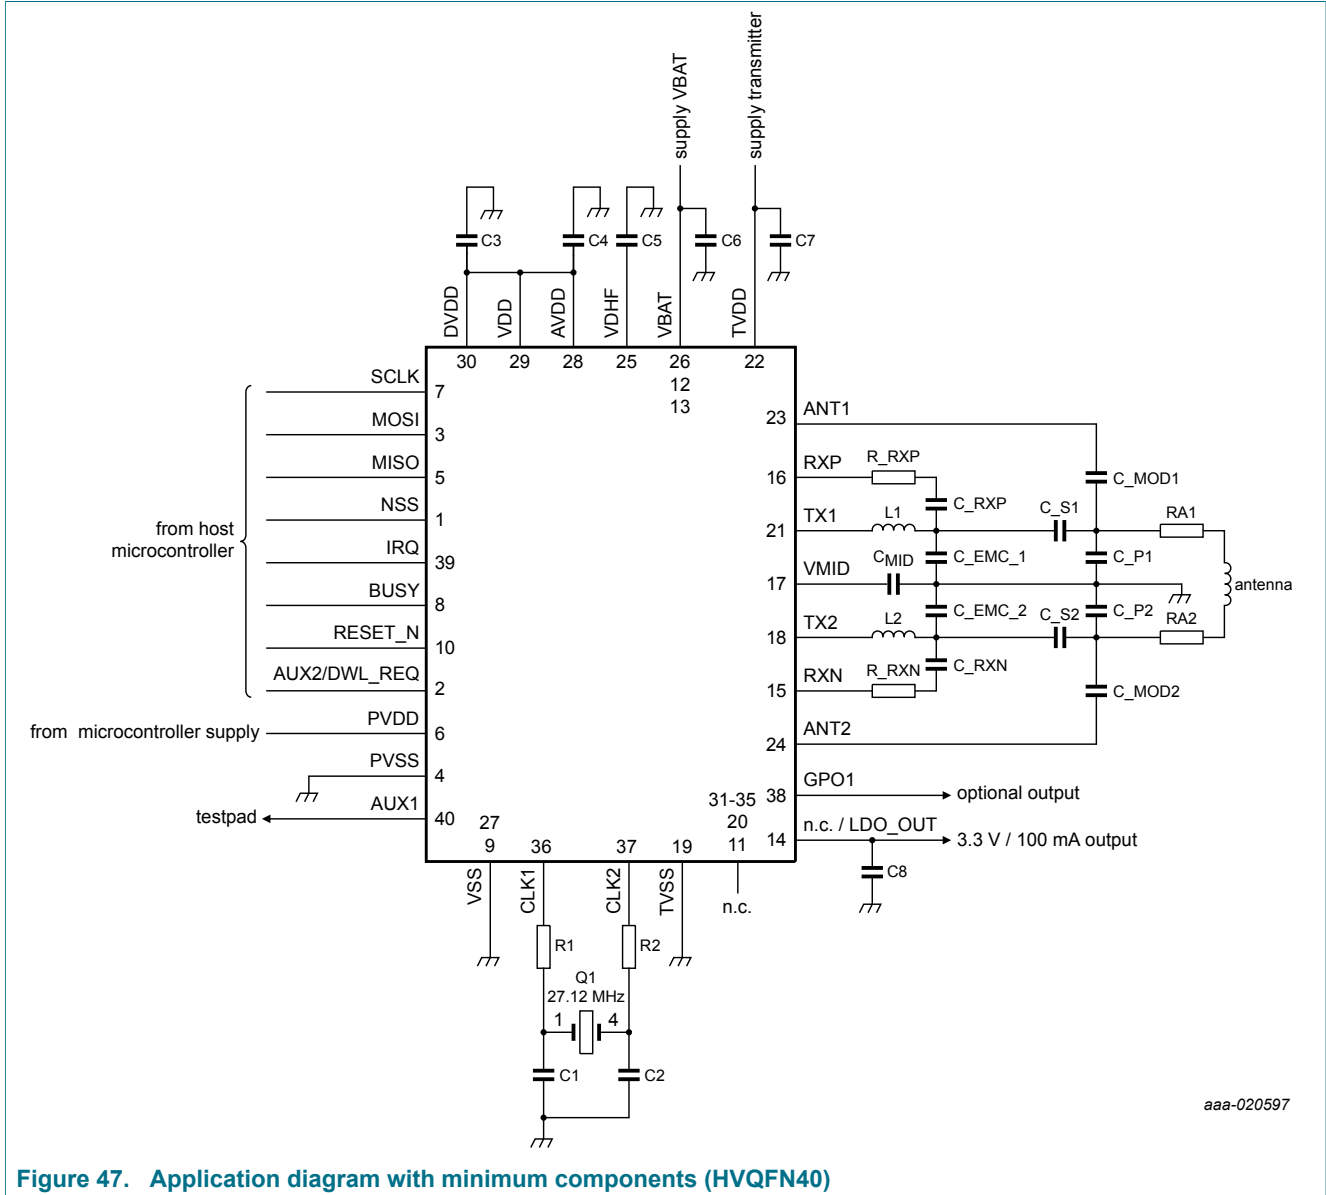 supply VBAT
supply transmitter
C3
C4
C5
C6
C7
DVDD
VDD
AVDD
VDHF
VBAT
TVDD
30
29
28
25
26
12
13
22
from host
microcontroller
SCLK
7
MOSI
3
MISO
5
NSS
1
IRQ
39
BUSY
8
RESET_N
10
AUX2/DWL_REQ
2
from microcontroller supply
PVDD
6
PVSS
4
testpad
AUX1
40
23
ANT1
16
RXP
R_RXP
C_RXP
C_MOD1
21
TX1
L1
C_S1
RA1
C_EMC_1
C_P1
17
VMID
CMID
antenna
C_EMC_2
C_P2
18
TX2
L2
C_S2
RA2
15
RXN
R_RXN
C_RXN
C_MOD2
24
ANT2
38
GPO1
optional output
14
n.c. / LDO_OUT
3.3 V / 100 mA output
C8
27
9
36
37
19
31-35
20
11
VSS
CLK1
CLK2
TVSS
n.c.
R1
R2
Q1
27.12 MHz
1
4
C1
C2
aaa-020597
Figure 47. Application diagram with minimum components (HVQFN40)